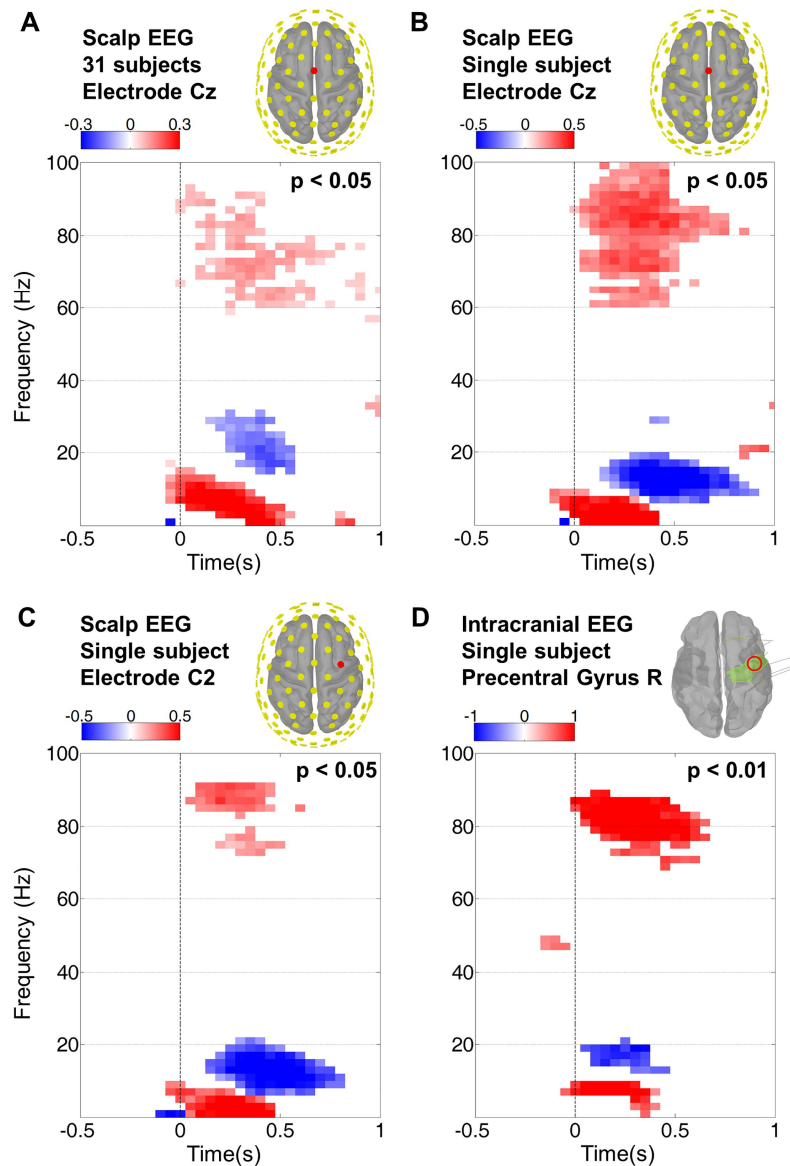 A
Scalp EEG
31 subjects
Electrode Cz
-0.3 0 0.3
p < 0.05
100
80
60
40
20
Frequency (Hz)
-0.5 0 0.5 1
Time(s)
B
Scalp EEG
Single subject
Electrode Cz
-0.5 0 0.5
p < 0.05
100
80
60
40
20
-0.5 0 0.5 1
Time(s)
C
Scalp EEG
Single subject
Electrode C2
-0.5 0 0.5
p < 0.05
100
80
60
40
20
Frequency (Hz)
-0.5 0 0.5 1
Time(s)
D
Intracranial EEG
Single subject
Precentral Gyrus R
-1 0 1
p < 0.01
100
80
60
40
20
-0.5 0 0.5 1
Time(s)